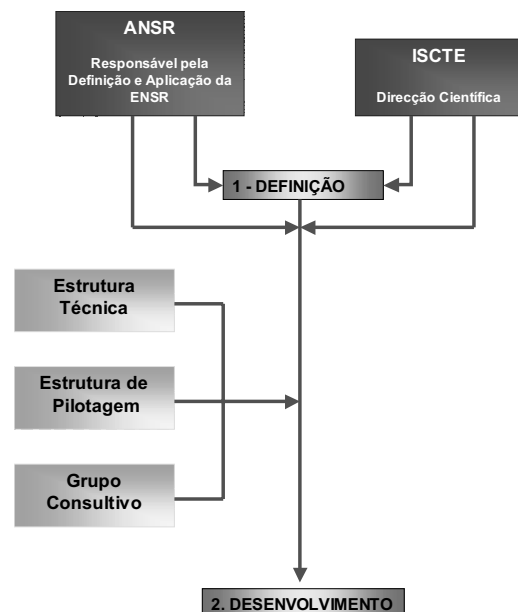 ANSR
Responsável pela
Definição e Aplicação da
ENSR
ISCTE
Direcção Científica
1 - DEFINIÇÃO
Estrutura
Técnica
Estrutura de
Pilotagem
Grupo
Consultivo
2. DESENVOLVIMENTO